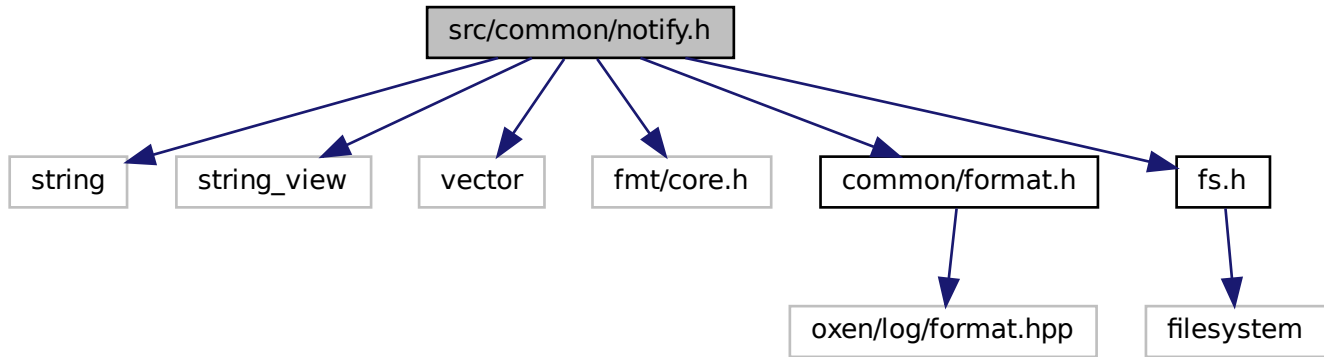 src/common/notify.h
string
string_view
vector
fmt/core.h
common/format.h
fs.h
oxen/log/format.hpp
filesystem